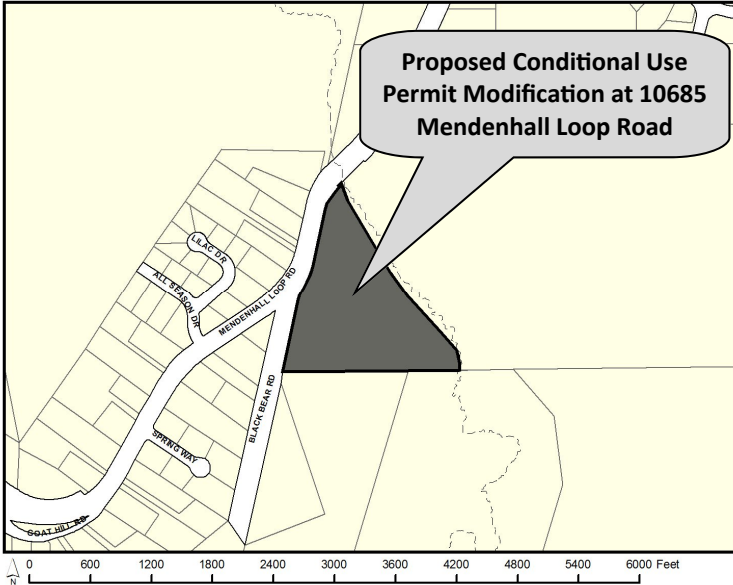 Proposed Conditional Use
Permit Modification at 10685
Mendenhall Loop Road
LILAC DR
ALL SEASON DR
MENDENHALL LOOP RD
BLACK BEAR RD
SPRING WAY
GOAT HILL RD
N
0 600 1200 1800 2400 3000 3600 4200 4800 5400 6000 Feet